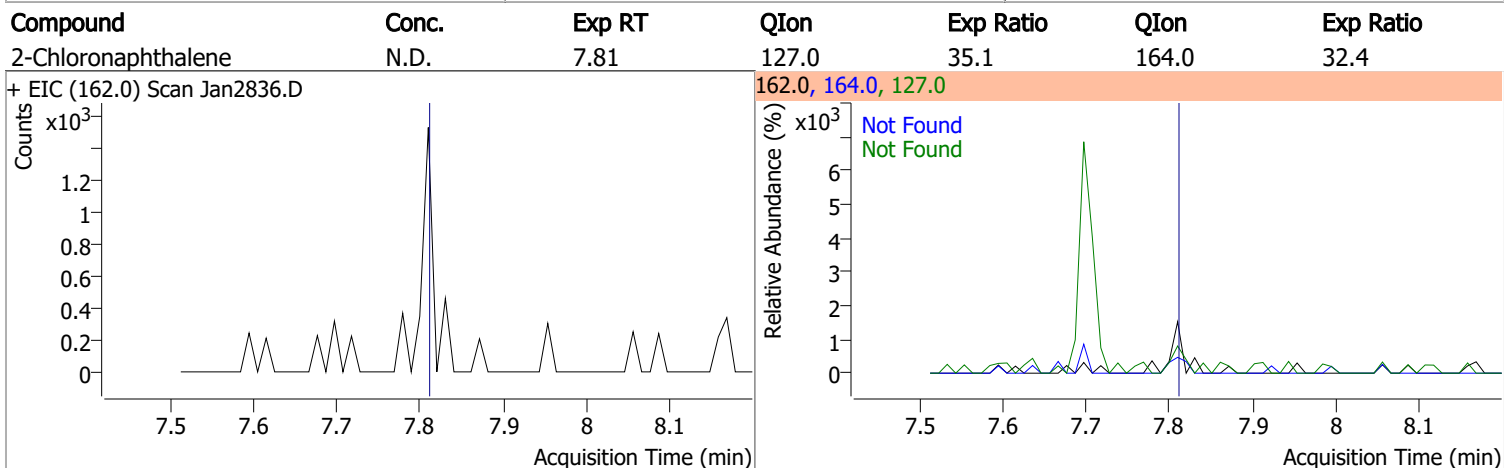 Compound Conc. Exp RT QIon Exp Ratio QIon Exp Ratio
2-Chloronaphthalene N.D. 7.81 127.0 35.1 164.0 32.4
+ EIC (162.0) Scan Jan2836.D
Counts
x10³
1.2
1
0.8
0.6
0.4
0.2
0
7.5 7.6 7.7 7.8 7.9 8 8.1
Acquisition Time (min)
162.0, 164.0, 127.0
Relative Abundance (%)
x10³
Not Found
Not Found
6
5
4
3
2
1
0
7.5 7.6 7.7 7.8 7.9 8 8.1
Acquisition Time (min)